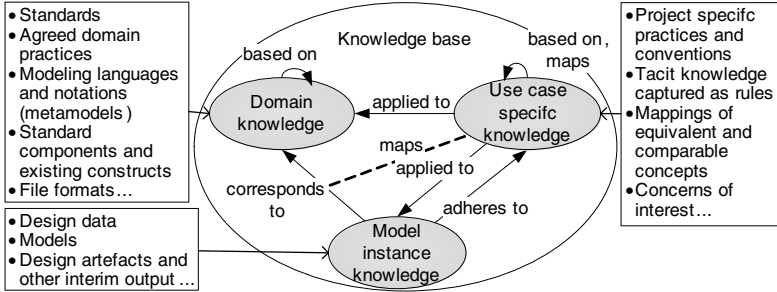 • Standards
• Agreed domain
practices
• Modeling languages
and notations
(metamodels)
• Standard
components and
existing constructs
• File formats...
• Design data
• Models
• Design artefacts and
other interim output ...
Knowledge base
based on
based on,
maps
Domain
knowledge
applied to
Use case
specifc
knowledge
maps
applied to
corresponds
to
adheres to
Model
instance
knowledge
• Project specifc
practices and
conventions
• Tacit knowledge
captured as rules
• Mappings of
equivalent and
comparable
concepts
• Concerns of
interest...